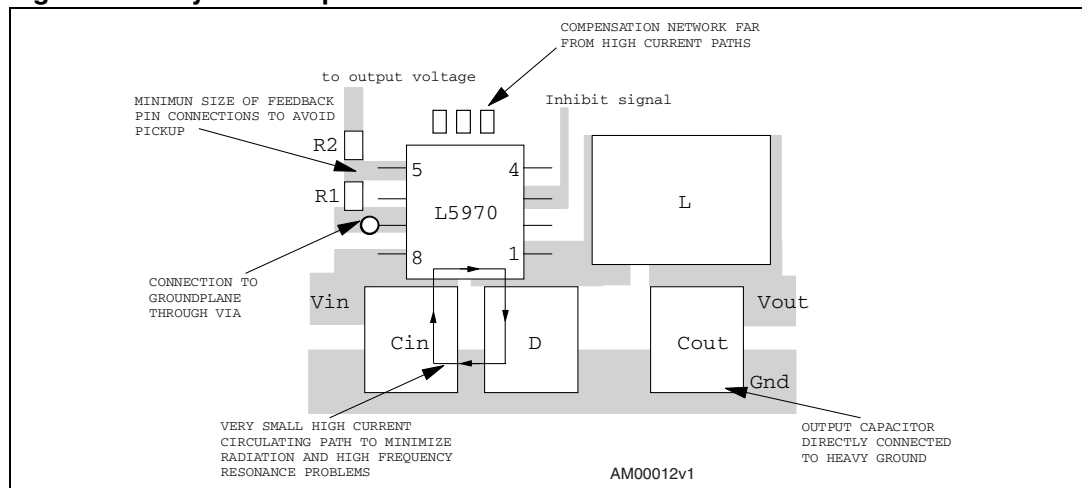 COMPENSATION NETWORK FAR
FROM HIGH CURRENT PATHS
to output voltage
MINIMUN SIZE OF FEEDBACK
PIN CONNECTIONS TO AVOID
PICKUP
Inhibit signal
R2
5
4
L
R1
L5970
8
1
CONNECTION TO
GROUNDPLANE
THROUGH VIA
Vin
Vout
Cin
D
Cout
Gnd
VERY SMALL HIGH CURRENT
CIRCULATING PATH TO MINIMIZE
RADIATION AND HIGH FREQUENCY
RESONANCE PROBLEMS
OUTPUT CAPACITOR
DIRECTLY CONNECTED
TO HEAVY GROUND
AM00012v1